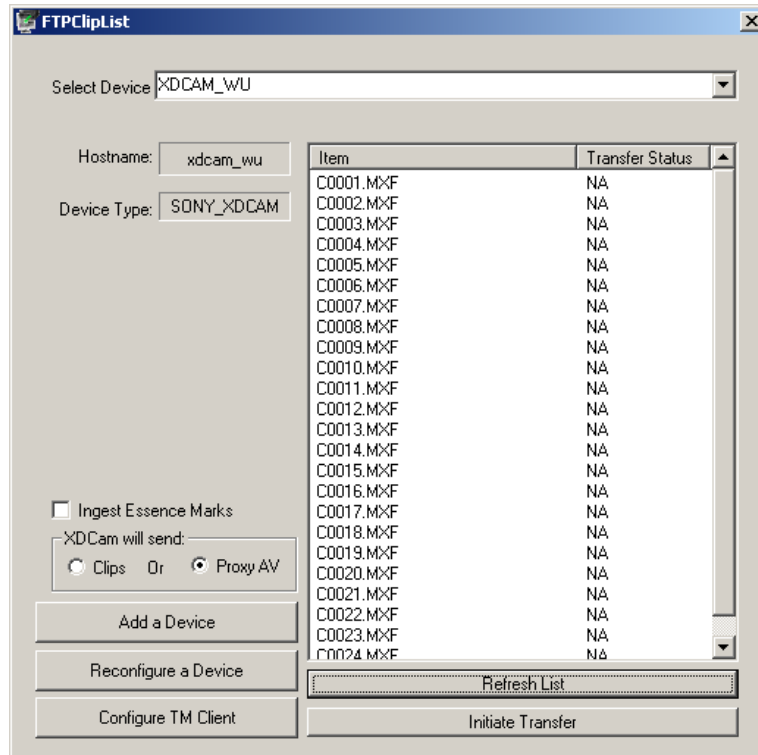 FTPClipList
Select Device XDCAM_WU
Hostname: xdcam_wu
Device Type: SONY_XDCAM
Item Transfer Status
C0001.MXF NA
C0002.MXF NA
C0003.MXF NA
C0004.MXF NA
C0005.MXF NA
C0006.MXF NA
C0007.MXF NA
C0008.MXF NA
C0009.MXF NA
C0010.MXF NA
C0011.MXF NA
C0012.MXF NA
C0013.MXF NA
C0014.MXF NA
C0015.MXF NA
C0016.MXF NA
C0017.MXF NA
C0018.MXF NA
C0019.MXF NA
C0020.MXF NA
C0021.MXF NA
C0022.MXF NA
C0023.MXF NA
C0024.MXF NA
Ingest Essence Marks
XDCam will send:
Clips Or Proxy AV
Add a Device
Reconfigure a Device
Configure TM Client
Refresh List
Initiate Transfer